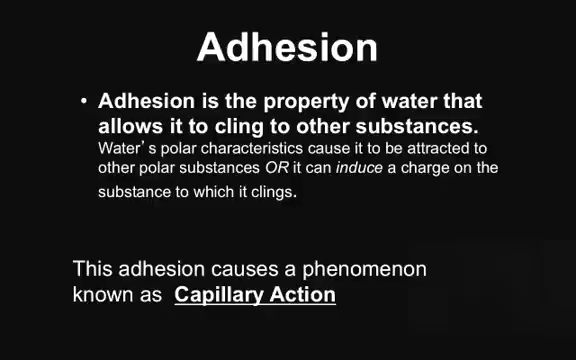 Adhesion
• Adhesion is the property of water that
allows it to cling to other substances.
Water's polar characteristics cause it to be attracted to
other polar substances OR it can induce a charge on the
substance to which it clings.
This adhesion causes a phenomenon
known as Capillary Action